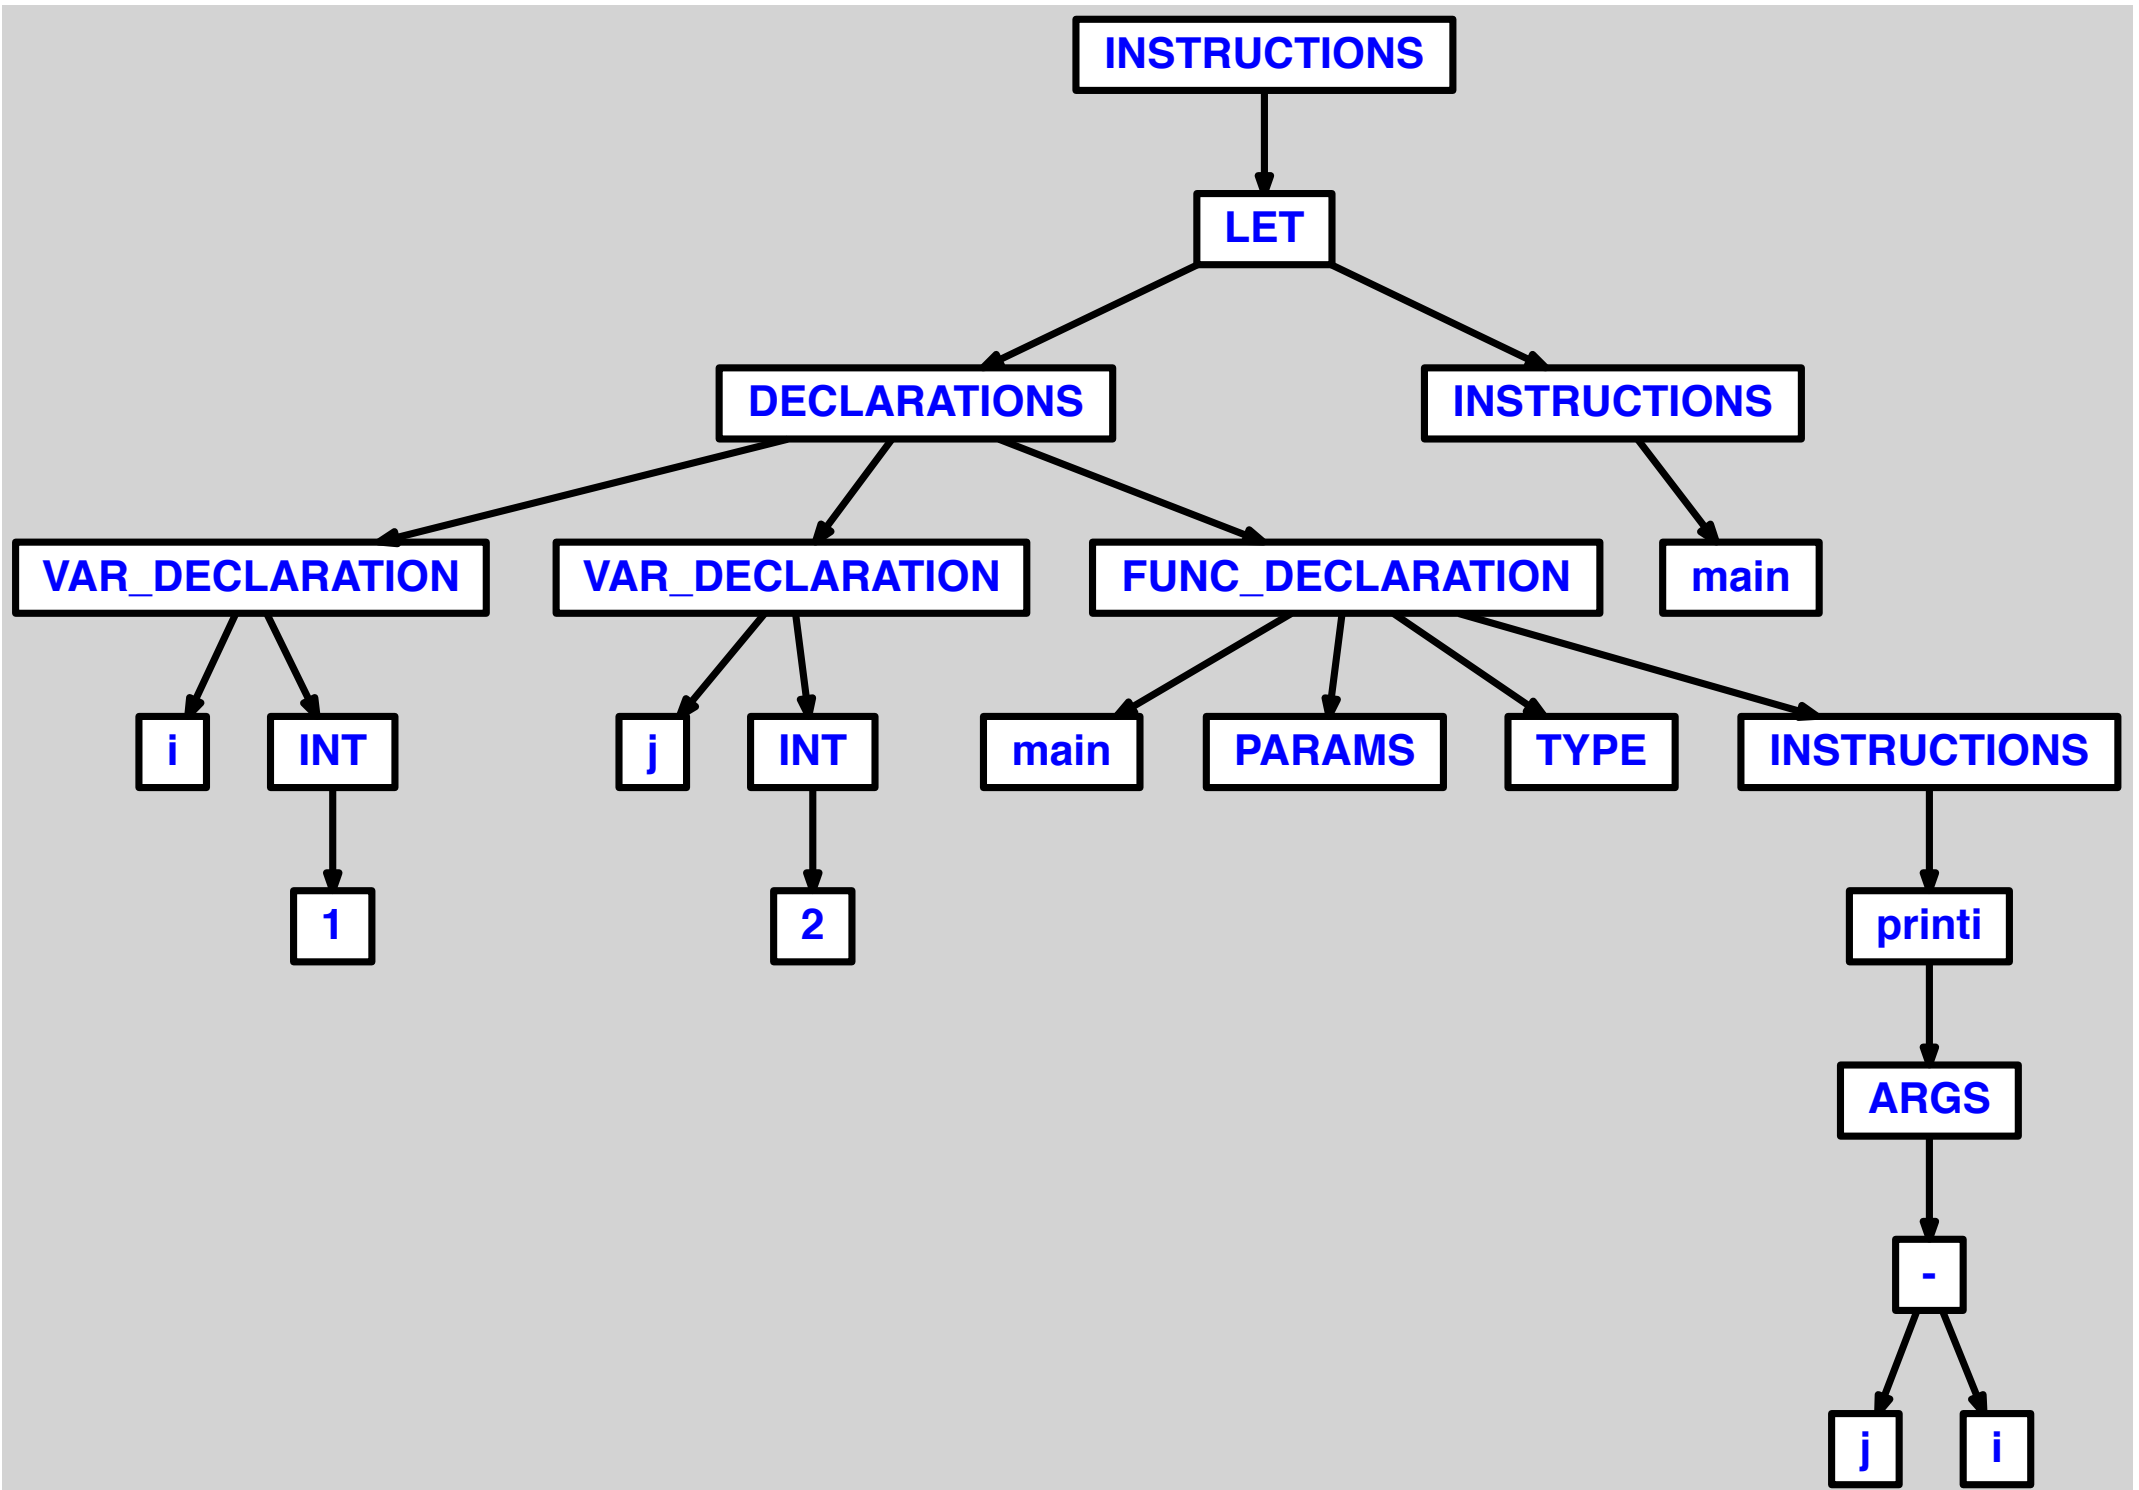 INSTRUCTIONS
LET
DECLARATIONS
INSTRUCTIONS
VAR_DECLARATION
VAR_DECLARATION
FUNC_DECLARATION
main
i
INT
j
INT
main
PARAMS
TYPE
INSTRUCTIONS
1
2
printi
ARGS
-
j
i